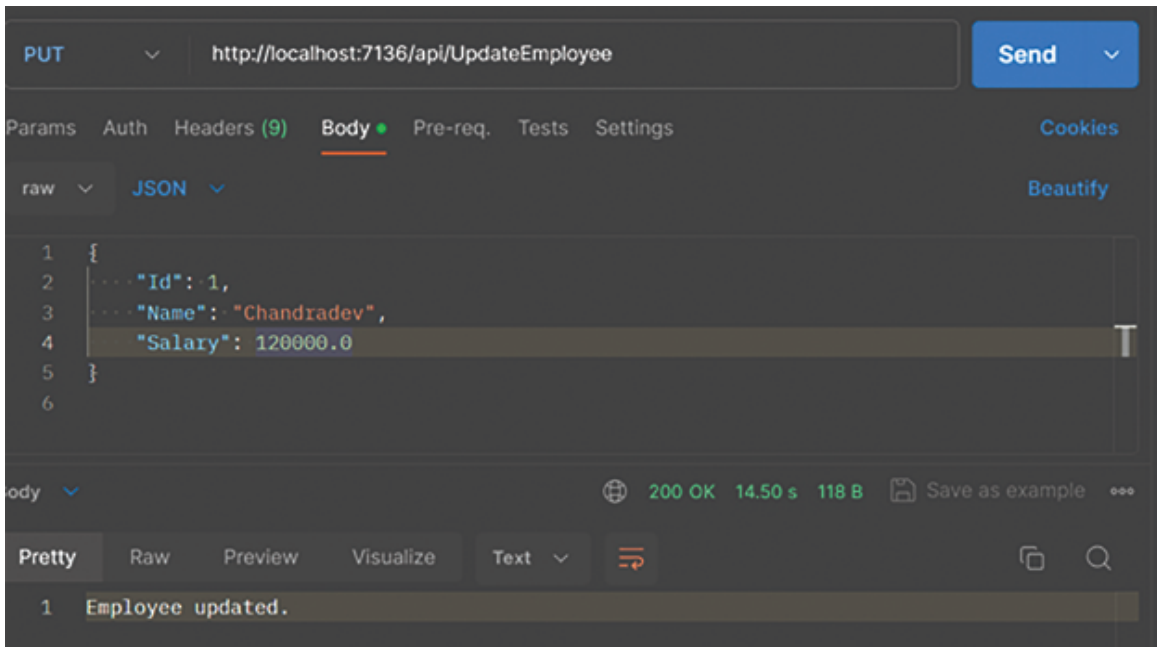 PUT http://localhost:7136/api/UpdateEmployee Send
Params Auth Headers (9) Body Pre-req. Tests Settings Cookies
raw JSON Beautify
1 {
2 "Id": 1,
3 "Name": "Chandradev",
4 "Salary": 120000.0
5 }
6
ody 200 OK 14.50 s 118 B Save as example
Pretty Raw Preview Visualize Text
1 Employee updated.